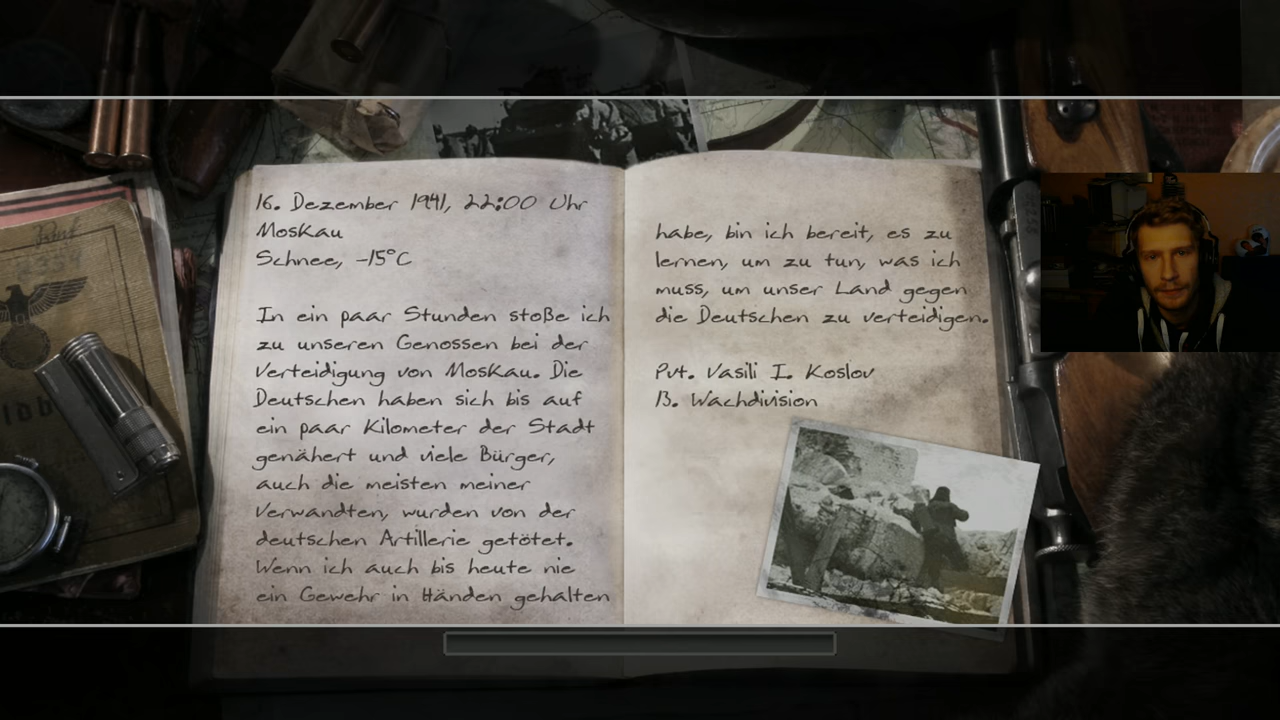 16. Dezember 1941, 22:00 Uhr
Moskau
Schnee, -15°C
In ein paar Stunden stoße ich
zu unseren Genossen bei der
Verteidigung von Moskau. Die
Deutschen haben sich bis auf
ein paar Kilometer der Stadt
genähert und viele Bürger,
auch die meisten meiner
Verwandten, wurden von der
deutschen Artillerie getötet.
Wenn ich auch bis heute nie
ein Gewehr in Händen gehalten
habe, bin ich bereit, es zu
lernen, um zu tun, was ich
muss, um unser Land gegen
die Deutschen zu verteidigen.
Pvt. Vasili I. Koslov
13. Wachdivision